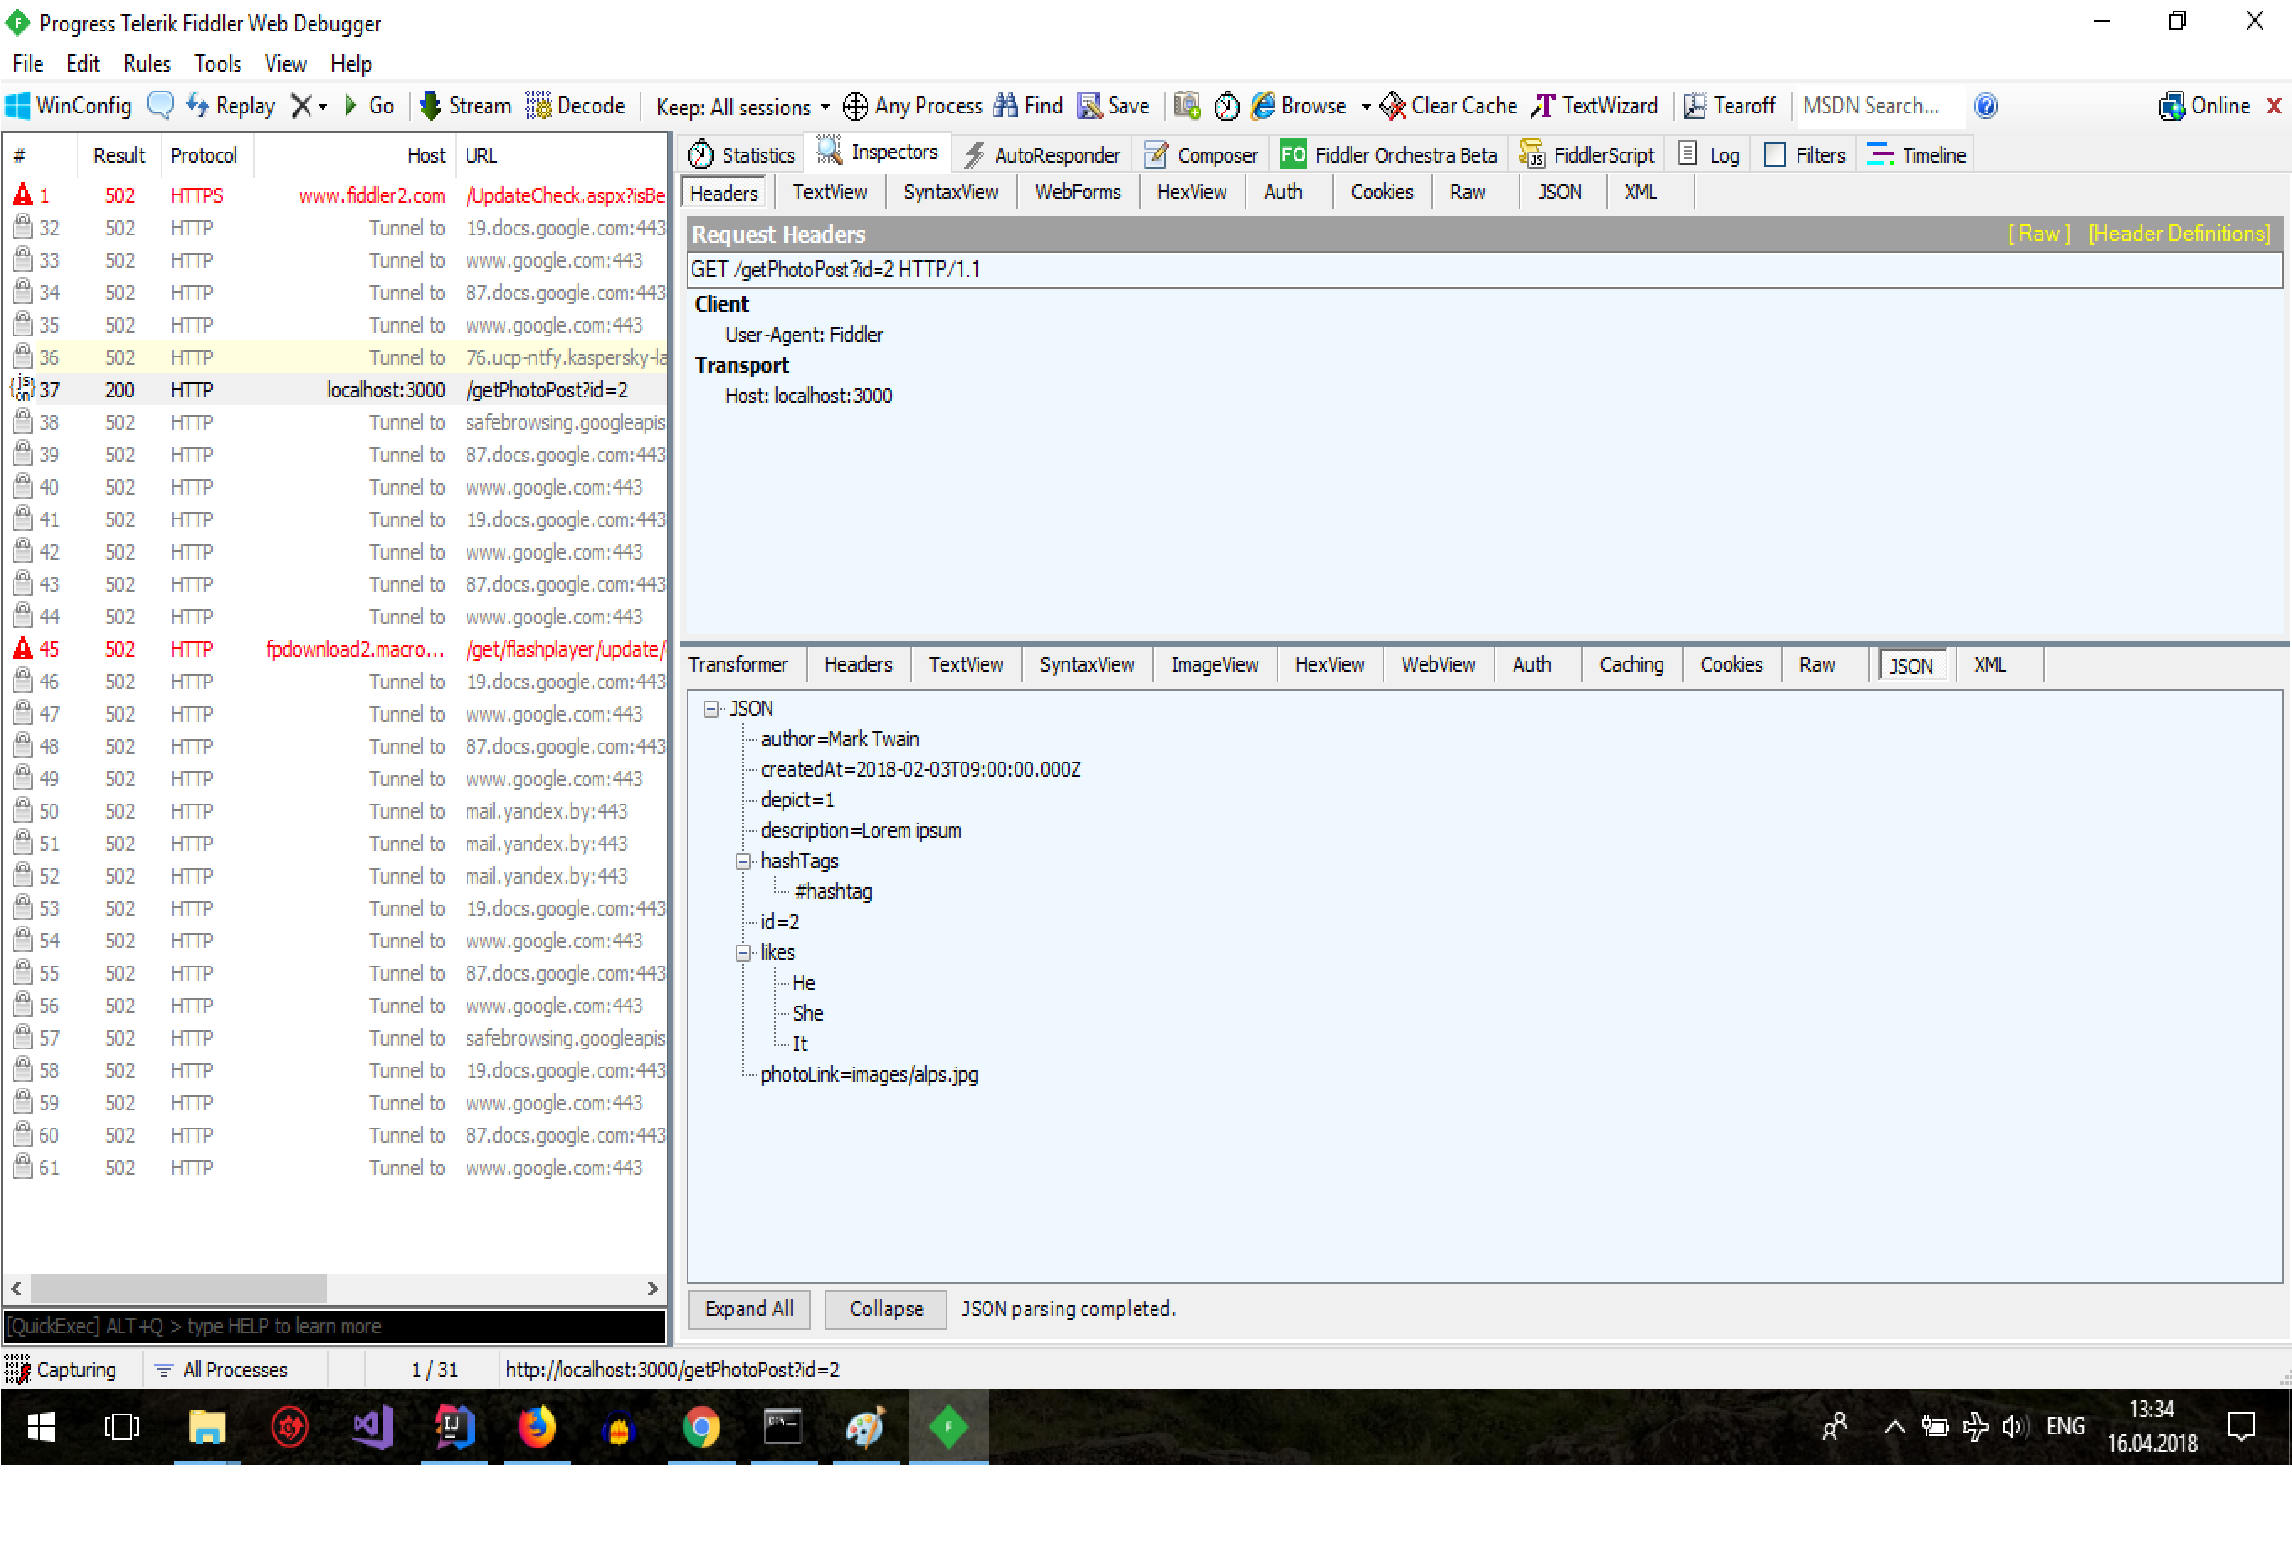 Progress Telerik Fiddler Web Debugger
File Edit Rules Tools View Help
WinConfig Replay Go Stream Decode Keep: All sessions Any Process Find Save Browse Clear Cache TextWizard Tearoff MSDN Search... Online
# Result Protocol Host URL
1 502 HTTPS www.fiddler2.com /UpdateCheck.aspx?isBe
32 502 HTTP Tunnel to 19.docs.google.com:443
33 502 HTTP Tunnel to www.google.com:443
34 502 HTTP Tunnel to 87.docs.google.com:443
35 502 HTTP Tunnel to www.google.com:443
36 502 HTTP Tunnel to 76.ucp-ntfy.kaspersky-la
37 200 HTTP localhost:3000 /getPhotoPost?id=2
38 502 HTTP Tunnel to safebrowsing.googleapis
39 502 HTTP Tunnel to 87.docs.google.com:443
40 502 HTTP Tunnel to www.google.com:443
41 502 HTTP Tunnel to 19.docs.google.com:443
42 502 HTTP Tunnel to www.google.com:443
43 502 HTTP Tunnel to 87.docs.google.com:443
44 502 HTTP Tunnel to www.google.com:443
45 502 HTTP fpdownload2.macro... /get/flashplayer/update/
46 502 HTTP Tunnel to 19.docs.google.com:443
47 502 HTTP Tunnel to www.google.com:443
48 502 HTTP Tunnel to 87.docs.google.com:443
49 502 HTTP Tunnel to www.google.com:443
50 502 HTTP Tunnel to mail.yandex.by:443
51 502 HTTP Tunnel to mail.yandex.by:443
52 502 HTTP Tunnel to mail.yandex.by:443
53 502 HTTP Tunnel to 19.docs.google.com:443
54 502 HTTP Tunnel to www.google.com:443
55 502 HTTP Tunnel to 87.docs.google.com:443
56 502 HTTP Tunnel to www.google.com:443
57 502 HTTP Tunnel to safebrowsing.googleapis
58 502 HTTP Tunnel to 19.docs.google.com:443
59 502 HTTP Tunnel to www.google.com:443
60 502 HTTP Tunnel to 87.docs.google.com:443
61 502 HTTP Tunnel to www.google.com:443
[QuickExec] ALT+Q > type HELP to learn more
Statistics Inspectors AutoResponder Composer FO Fiddler Orchestra Beta FiddlerScript Log Filters Timeline
Headers TextView SyntaxView WebForms HexView Auth Cookies Raw JSON XML
Request Headers [ Raw ] [Header Definitions]
GET /getPhotoPost?id=2 HTTP/1.1
Client
User-Agent: Fiddler
Transport
Host: localhost:3000
Transformer Headers TextView SyntaxView ImageView HexView WebView Auth Caching Cookies Raw JSON XML
JSON
author=Mark Twain
createdAt=2018-02-03T09:00:00.000Z
depict=1
description=Lorem ipsum
hashTags
#hashtag
id=2
likes
He
She
It
photoLink=images/alps.jpg
Expand All Collapse JSON parsing completed.
Capturing All Processes 1 / 31 http://localhost:3000/getPhotoPost?id=2
ENG
13:34
16.04.2018